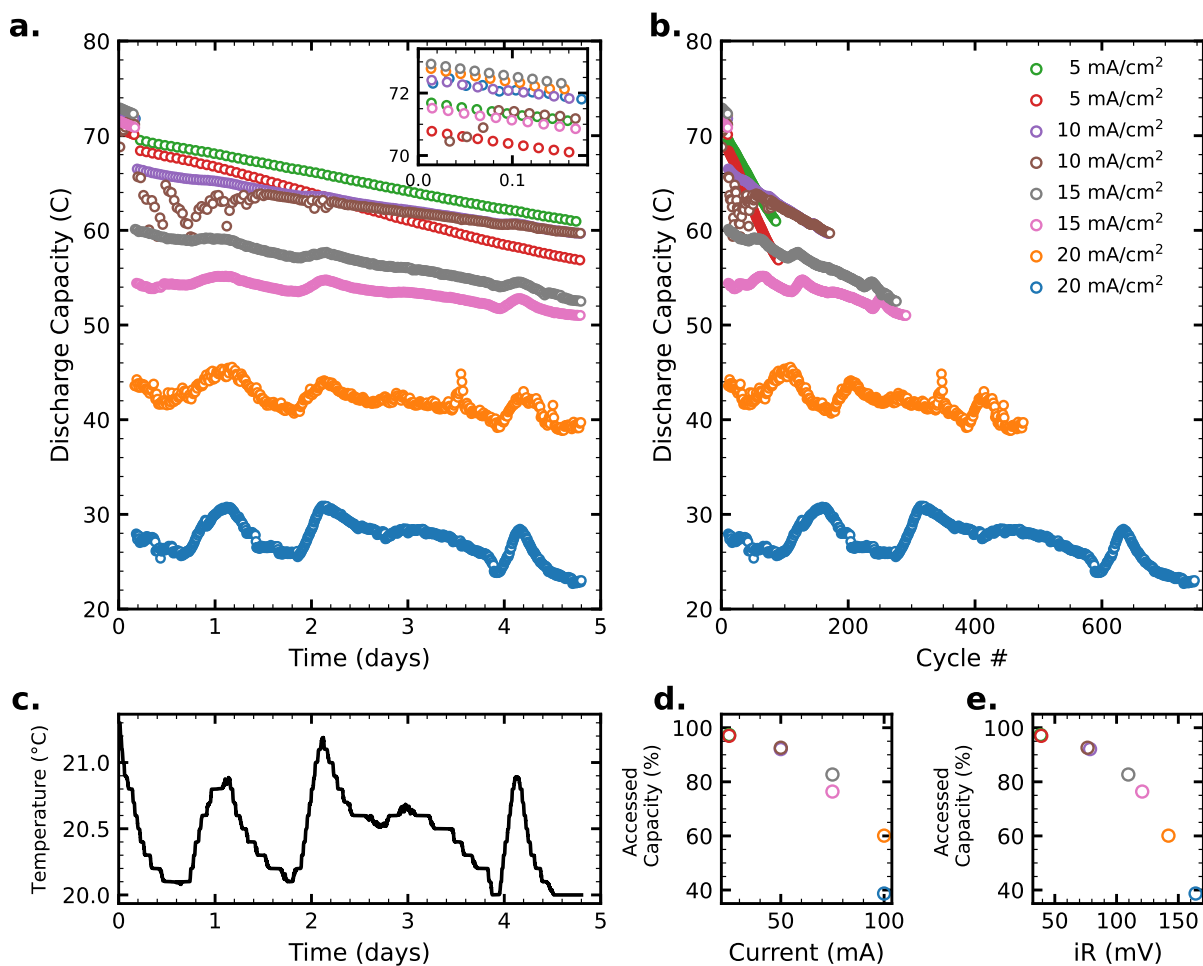 a.
80
70
60
50
40
30
20
Discharge Capacity (C)
0
1
2
3
4
5
Time (days)
72
70
0.0
0.1
b.
80
70
60
50
40
30
20
Discharge Capacity (C)
0
200
400
600
Cycle #
5 mA/cm²
5 mA/cm²
10 mA/cm²
10 mA/cm²
15 mA/cm²
15 mA/cm²
20 mA/cm²
20 mA/cm²
c.
21.0
20.5
20.0
Temperature (°C)
0
1
2
3
4
5
Time (days)
d.
100
80
60
40
Accessed
Capacity (%)
50
100
Current (mA)
e.
100
80
60
40
Accessed
Capacity (%)
50
100
150
iR (mV)